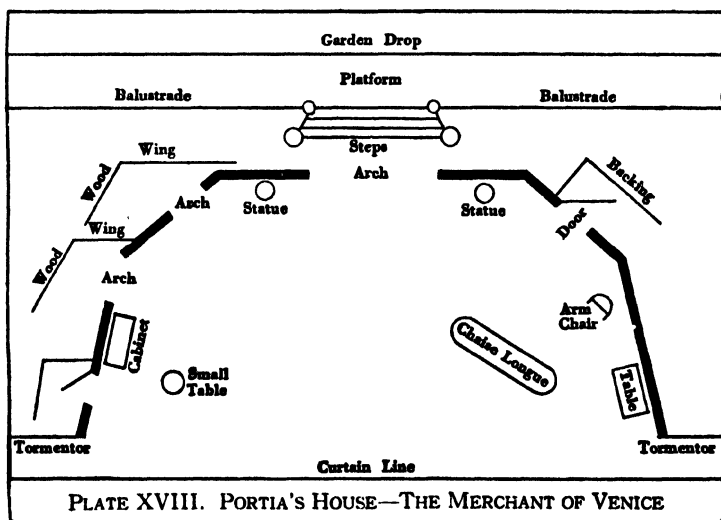 Garden Drop
Platform
Balustrade
Balustrade
Steps
Wing
Wood
Arch
Backing
Arch
Statue
Statue
Door
Wing
Wood
Arch
Arm
Chair
Cabinet
Chaise Longue
Small
Table
Table
Tormentor
Tormentor
Curtain Line
PLATE XVIII. PORTIA'S HOUSE—THE MERCHANT OF VENICE